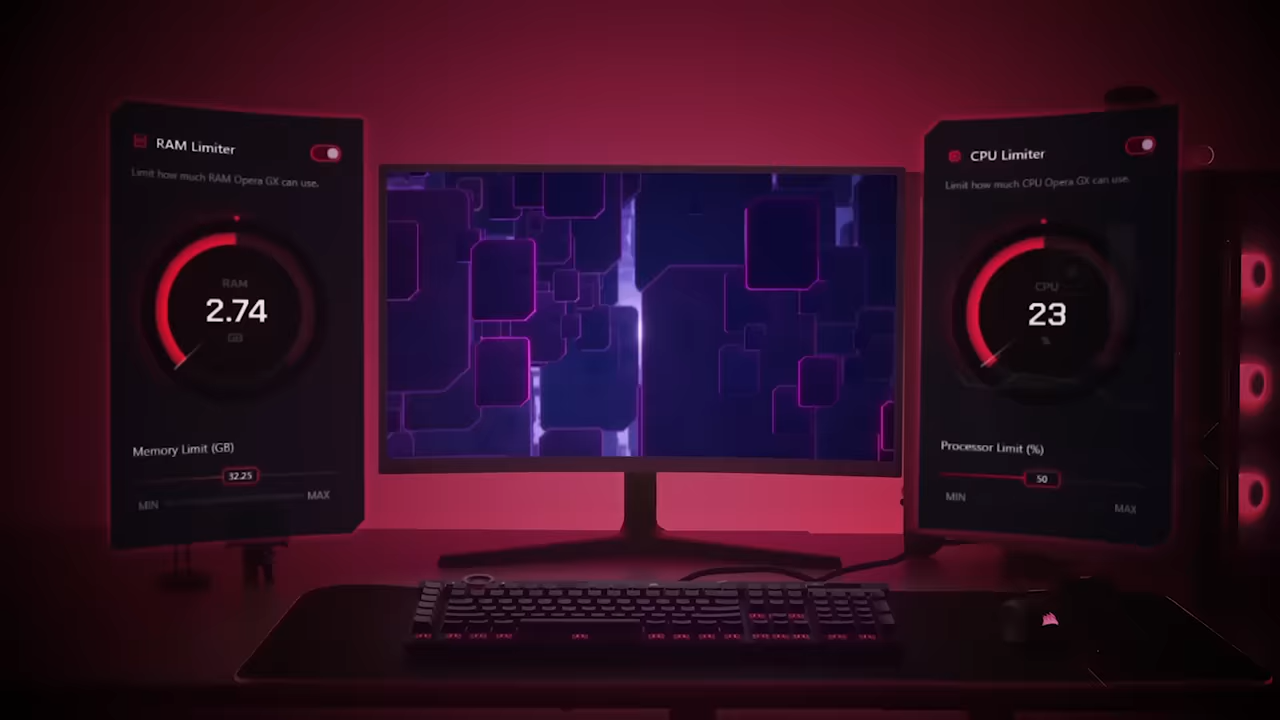 RAM Limiter
Limit how much RAM Opera GX can use.
RAM
2.74
GB
Memory Limit (GB)
32.25
MIN
MAX
CPU Limiter
Limit how much CPU Opera GX can use.
CPU
23
%
Processor Limit (%)
50
MIN
MAX